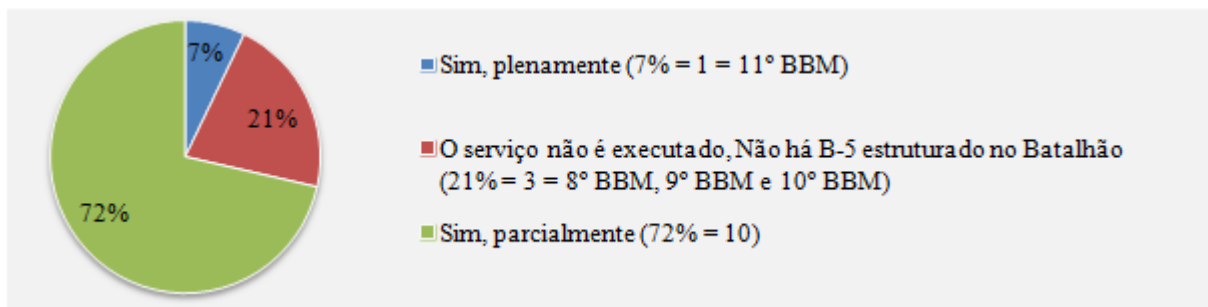 7%
21%
72%
Sim, plenamente (7% = 1 = 11° BBM)
O serviço não é executado, Não há B-5 estruturado no Batalhão
(21% = 3 = 8° BBM, 9° BBM e 10° BBM)
Sim, parcialmente (72% = 10)